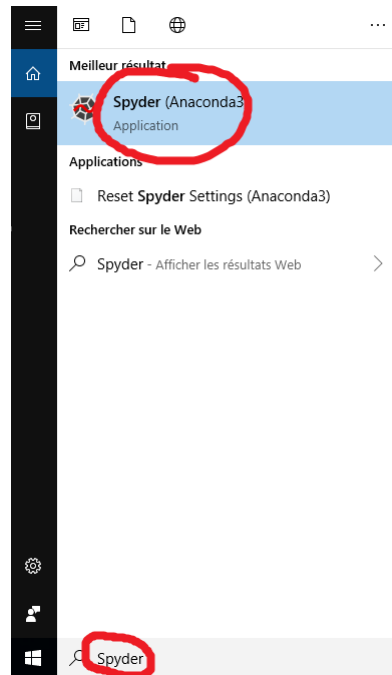 Meilleur résultat
Spyder (Anaconda3
Application
Applications
Reset Spyder Settings (Anaconda3)
Rechercher sur le Web
Spyder - Afficher les résultats Web
Spyder